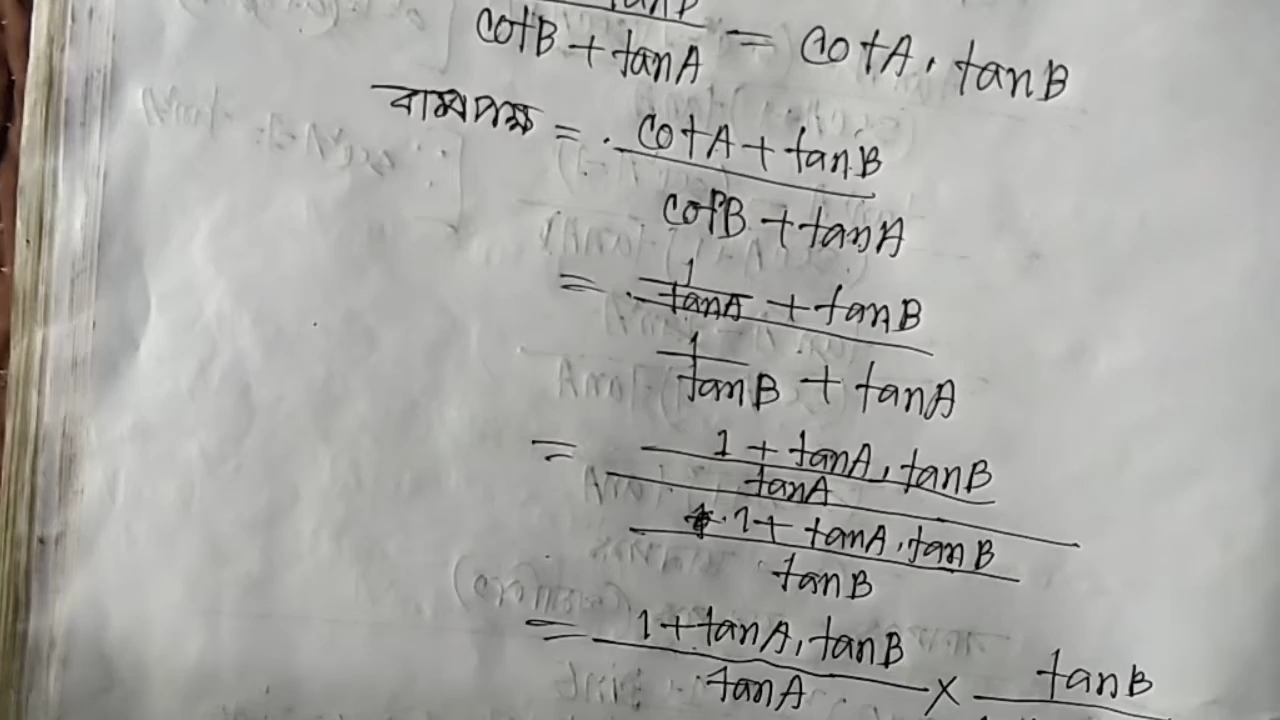 cotB + tanA = cotA . tanB
বামপক্ষ = cotA + tanB
cotB + tanA
= 1
tanA + tanB
1
tanB + tanA
= 1 + tanA . tanB
tanA
1 + tanA . tanB
tanB
= 1 + tanA . tanB
tanA × tanB